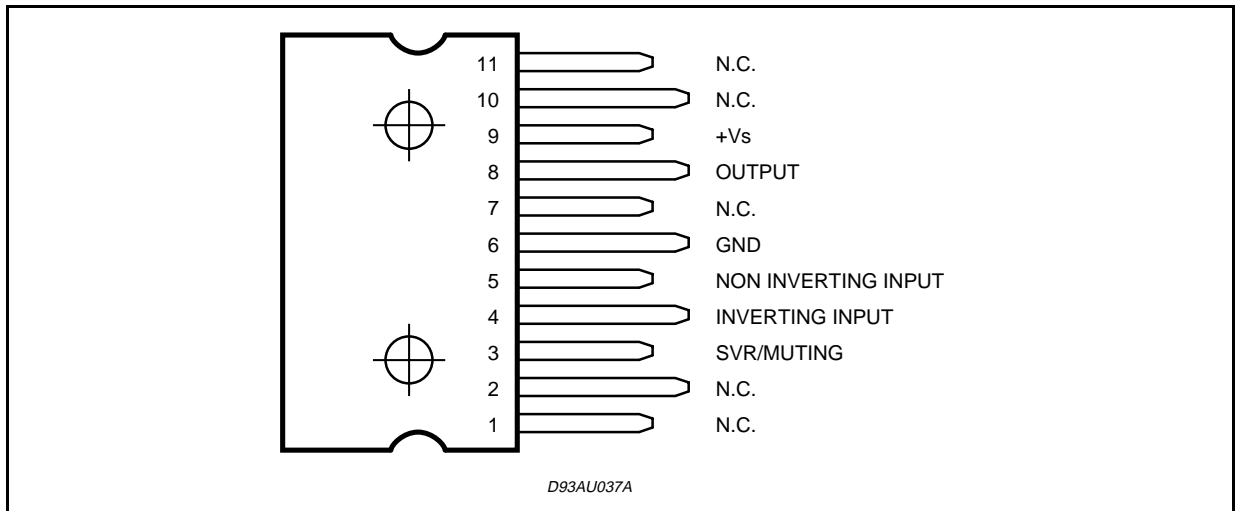 11 N.C.
10 N.C.
9 +Vs
8 OUTPUT
7 N.C.
6 GND
5 NON INVERTING INPUT
4 INVERTING INPUT
3 SVR/MUTING
2 N.C.
1 N.C.
D93AU037A